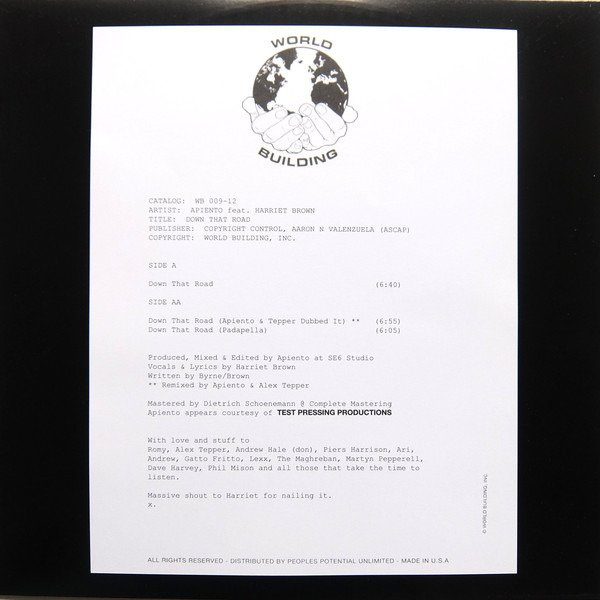 WORLD
BUILDING
CATALOG: WB 009-12
ARTIST: APIENTO feat. HARRIET BROWN
TITLE: DOWN THAT ROAD
PUBLISHER: COPYRIGHT CONTROL, AARON N VALENZUELA (ASCAP)
COPYRIGHT: WORLD BUILDING, INC.
SIDE A
Down That Road (6:40)
SIDE AA
Down That Road (Apiento & Tepper Dubbed It) ** (6:55)
Down That Road (Padapella) (6:05)
Produced, Mixed & Edited by Apiento at SE6 Studio
Vocals & Lyrics by Harriet Brown
Written by Byrne/Brown
** Remixed by Apiento & Alex Tepper
Mastered by Dietrich Schoenemann @ Complete Mastering
Apiento appears courtesy of TEST PRESSING PRODUCTIONS
With love and stuff to
Romy, Alex Tepper, Andrew Hale (don), Piers Harrison, Ari,
Andrew, Gatto Fritto, Lexx, The Maghreban, Martyn Pepperell,
Dave Harvey, Phil Mison and all those that take the time to
listen.
Massive shout to Harriet for nailing it.
x.
© WORLD BUILDING, INC.
ALL RIGHTS RESERVED - DISTRIBUTED BY PEOPLES POTENTIAL UNLIMITED - MADE IN U.S.A